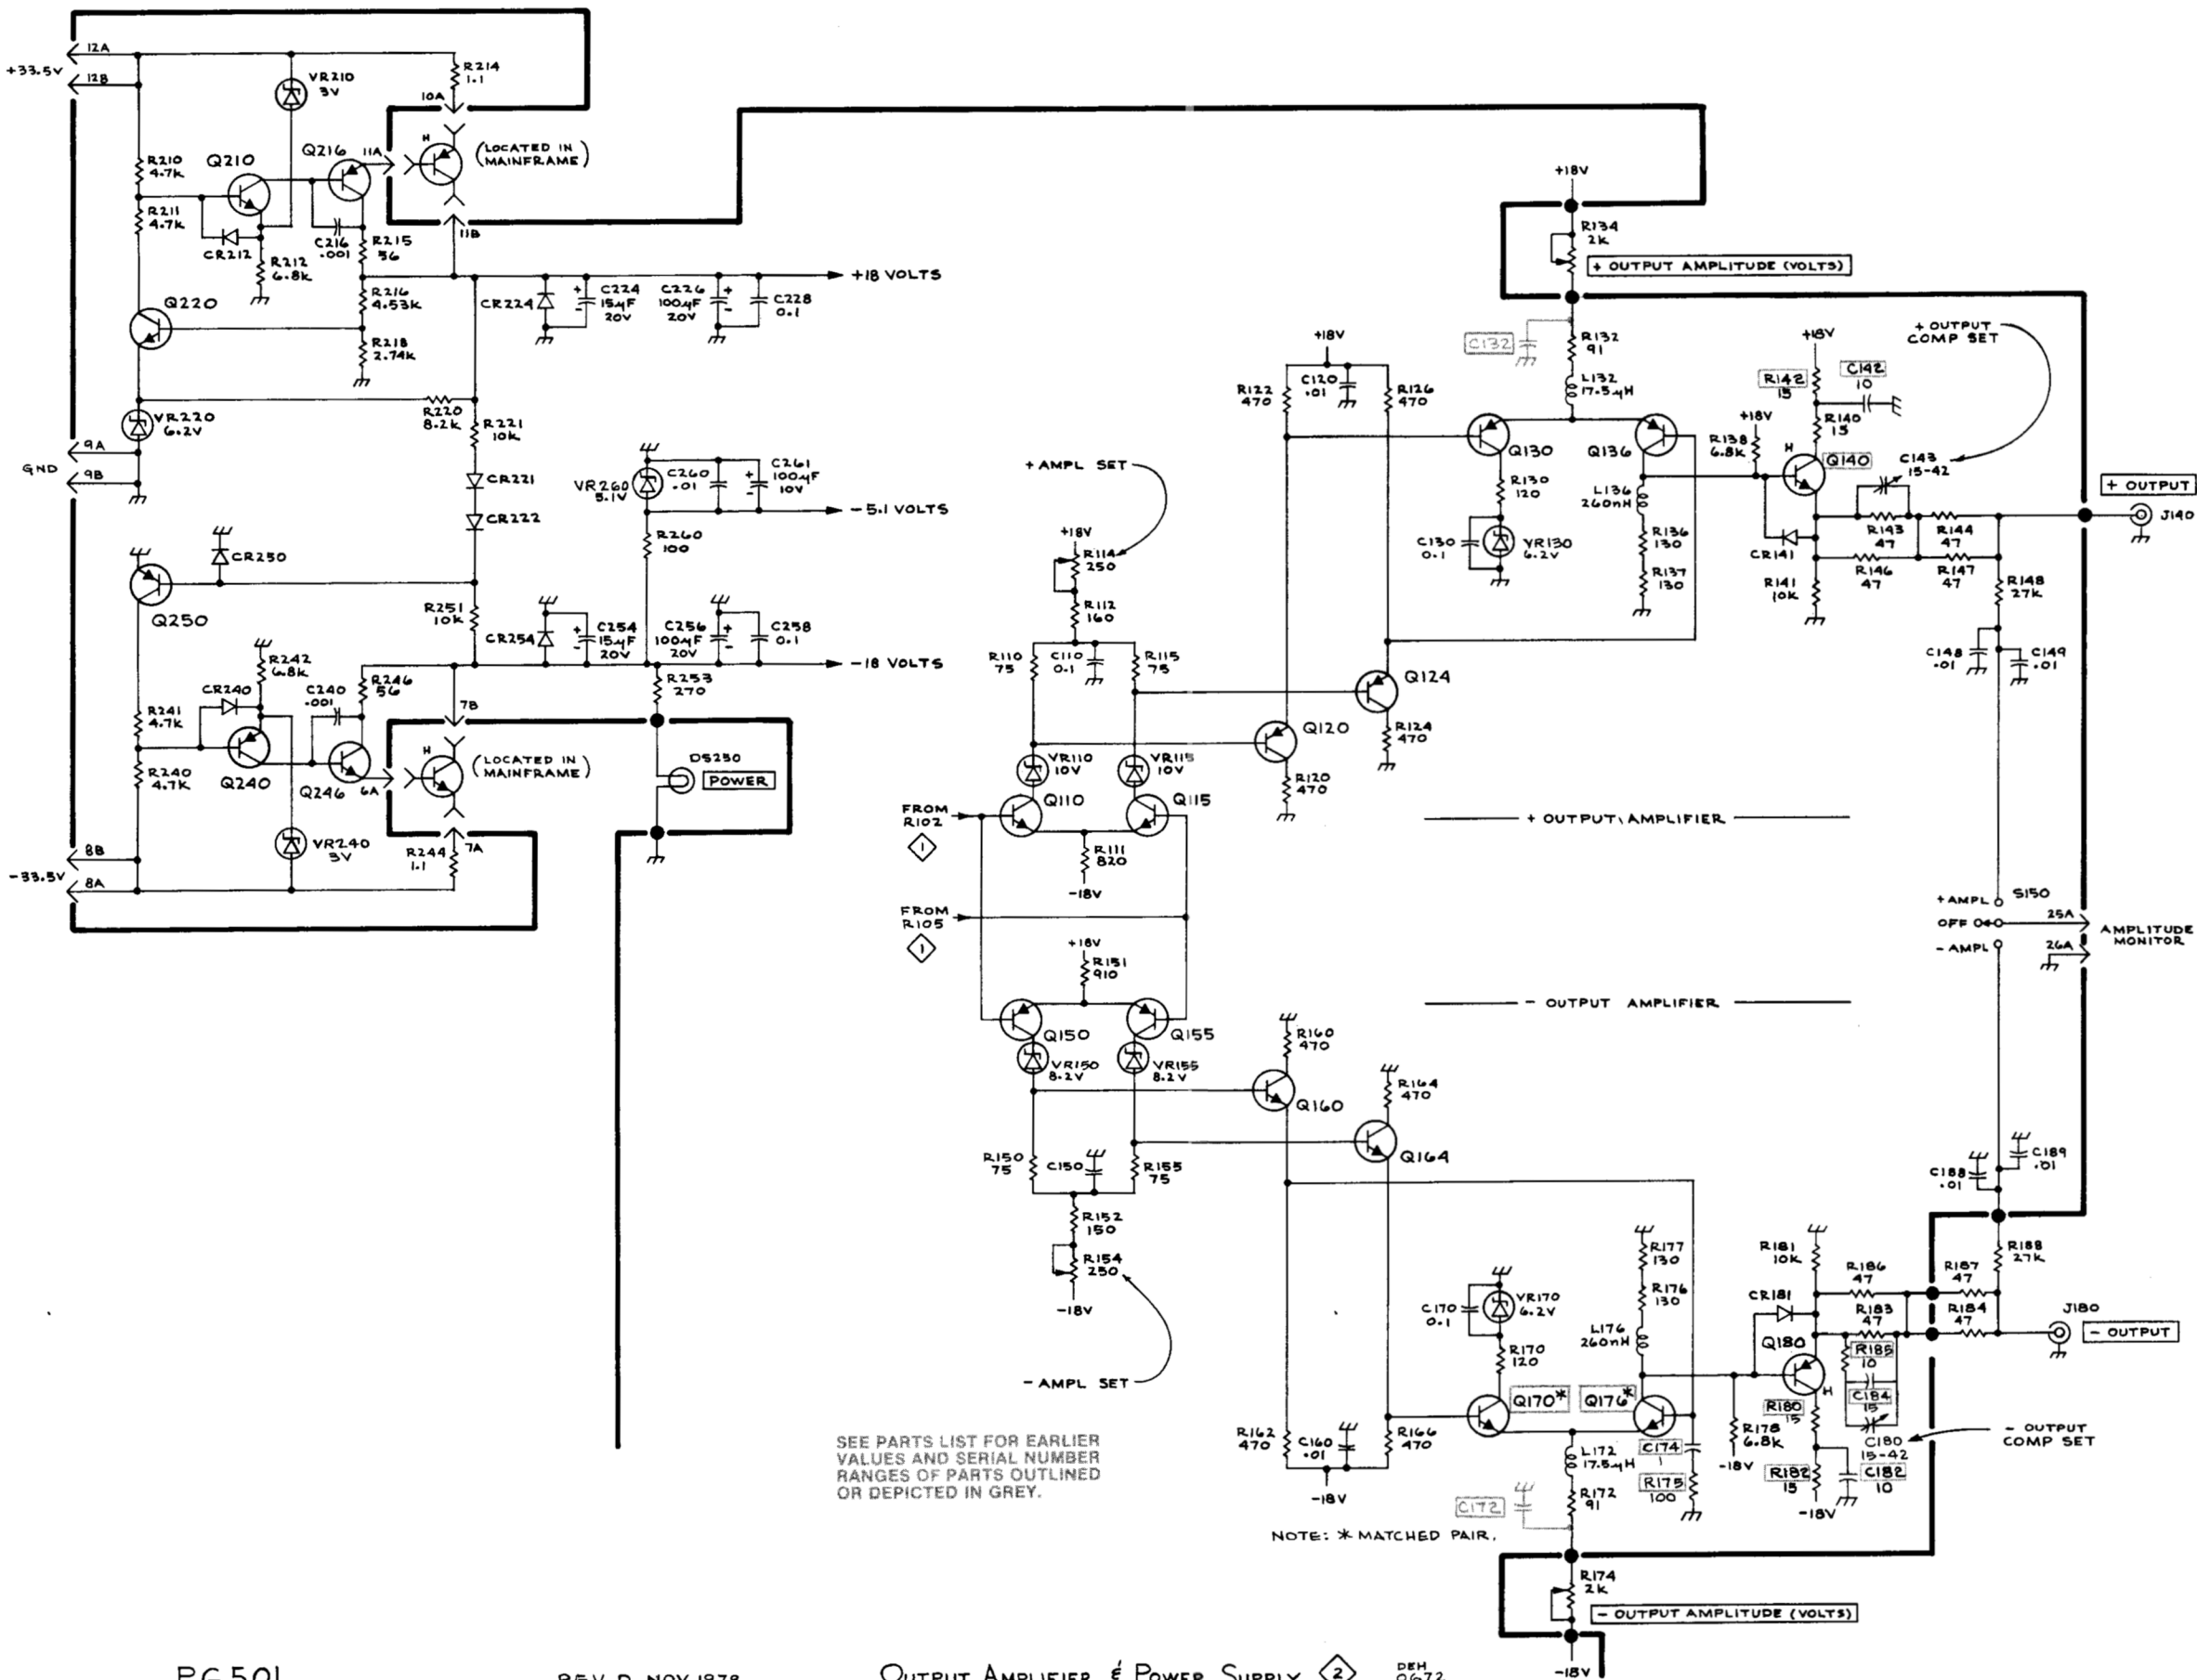 12A
+33.5V
12B
VR210
3V
R214
1.1
10A
H
(LOCATED IN
MAINFRAME)
11A
11B
R210
4.7K
Q210
Q216
R211
4.7K
CR212
R212
6.8K
C216
.001
R215
56
Q220
R216
4.53K
R218
2.74K
CR224
C224
15µF
20V
C226
100µF
20V
C228
0.1
+18 VOLTS
VR220
6.2V
R220
8.2K
R221
10K
CR221
CR222
9A
GND
9B
VR260
5.1V
C260
.01
C261
100µF
10V
-5.1 VOLTS
R260
100
CR250
Q250
R251
10K
CR254
C254
15µF
20V
C256
100µF
20V
C258
0.1
-18 VOLTS
R242
6.8K
CR240
C240
.001
R246
56
R253
270
7B
R241
4.7K
R240
4.7K
Q240
Q246
6A
H
(LOCATED IN
MAINFRAME)
DS250
POWER
VR240
3V
R244
1.1
7A
8B
-33.5V
8A
+18V
R134
2K
+ OUTPUT AMPLITUDE (VOLTS)
C132
R132
91
L132
17.5µH
+18V
R122
470
C120
.01
R126
470
Q130
Q136
R130
120
C130
0.1
VR130
6.2V
L136
260nH
R136
130
R137
130
+ OUTPUT
COMP SET
+18V
R142
15
C142
10
R140
15
+18V
R138
6.8K
H
Q140
C143
15-42
CR141
R143
47
R144
47
R146
47
R147
47
R141
10K
R148
27K
C148
.01
C149
.01
+ OUTPUT
J140
+ AMPL SET
+18V
R114
250
R112
160
R110
75
C110
0.1
R115
75
Q124
R124
470
Q120
R120
470
VR110
10V
VR115
10V
Q110
Q115
FROM
R102
1
R111
820
-18V
+ OUTPUT AMPLIFIER
FROM
R105
1
+18V
R151
910
+ AMPL
S150
OFF
25A
- AMPL
26A
AMPLITUDE
MONITOR
- OUTPUT AMPLIFIER
Q150
Q155
VR150
8.2V
VR155
8.2V
R160
470
Q160
R164
470
Q164
R150
75
C150
R155
75
R152
150
R154
250
-18V
- AMPL SET
C188
.01
C189
.01
R188
27K
C170
0.1
VR170
6.2V
R170
120
R177
130
R176
130
L176
260nH
R181
10K
CR181
Q180
H
R186
47
R187
47
R183
47
R184
47
J180
- OUTPUT
R185
10
C184
15
C180
15-42
- OUTPUT
COMP SET
Q170*
Q176*
R162
470
C160
.01
R166
470
-18V
L172
17.5µH
C174
1
R175
100
R172
91
C172
R178
6.8K
-18V
R180
15
R182
15
C182
10
-18V
SEE PARTS LIST FOR EARLIER
VALUES AND SERIAL NUMBER
RANGES OF PARTS OUTLINED
OR DEPICTED IN GREY.
NOTE: * MATCHED PAIR.
R174
2K
- OUTPUT AMPLITUDE (VOLTS)
-18V
PG501
REV. D, NOV 1978
OUTPUT AMPLIFIER & POWER SUPPLY
2
DEH
0672